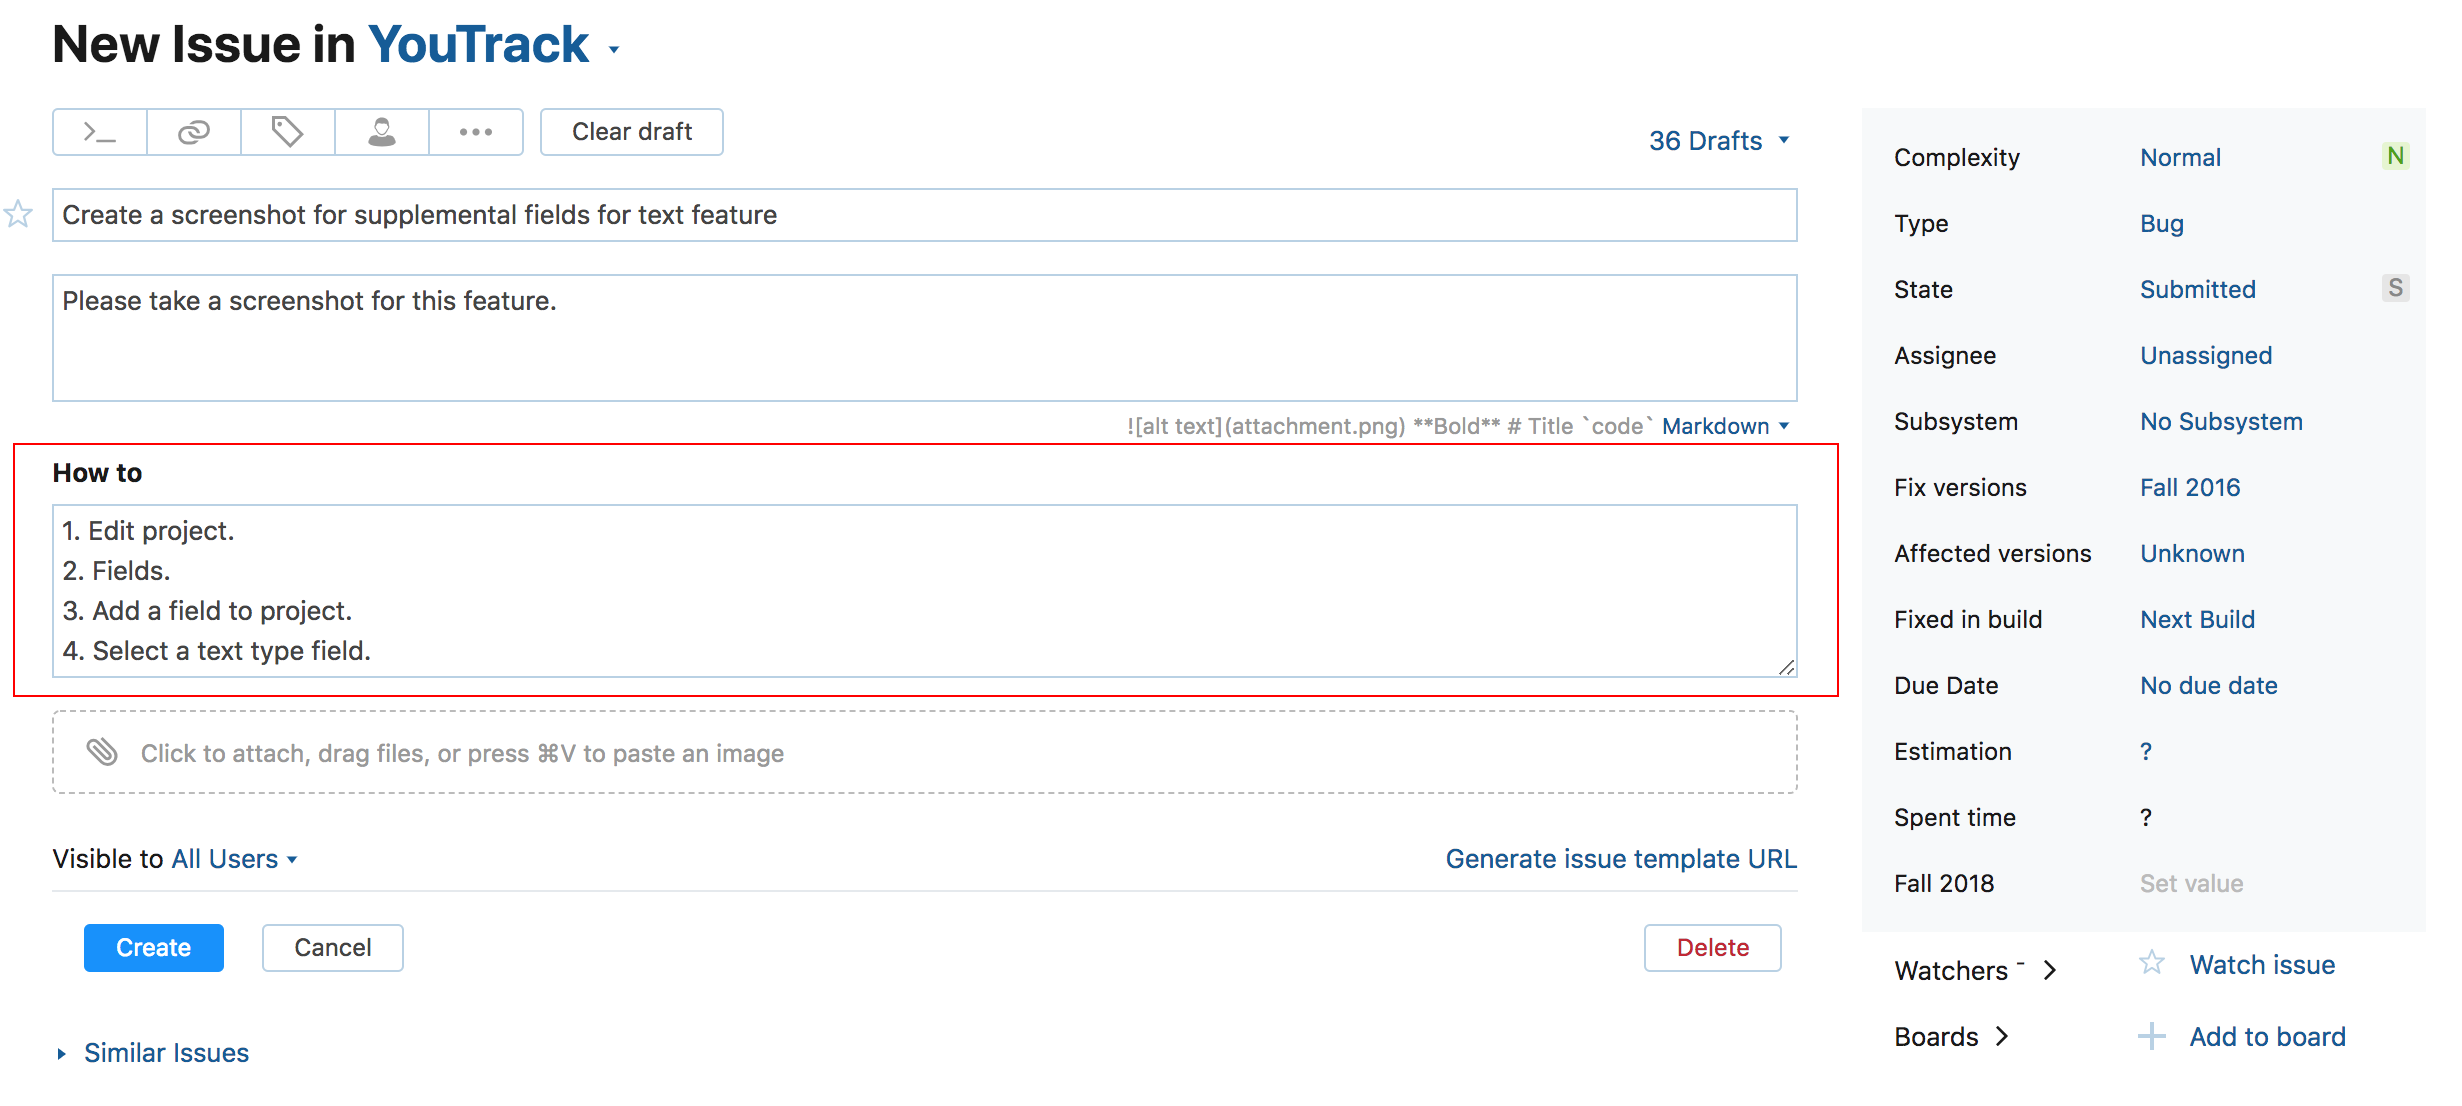 New Issue in YouTrack
>_
Clear draft
36 Drafts
Create a screenshot for supplemental fields for text feature
Please take a screenshot for this feature.
![alt text](attachment.png) **Bold** # Title `code` Markdown
How to
1. Edit project.
2. Fields.
3. Add a field to project.
4. Select a text type field.
Click to attach, drag files, or press ⌘V to paste an image
Visible to All Users
Generate issue template URL
Create
Cancel
Delete
Similar Issues
Complexity Normal N
Type Bug
State Submitted S
Assignee Unassigned
Subsystem No Subsystem
Fix versions Fall 2016
Affected versions Unknown
Fixed in build Next Build
Due Date No due date
Estimation ?
Spent time ?
Fall 2018 Set value
Watchers - Watch issue
Boards Add to board